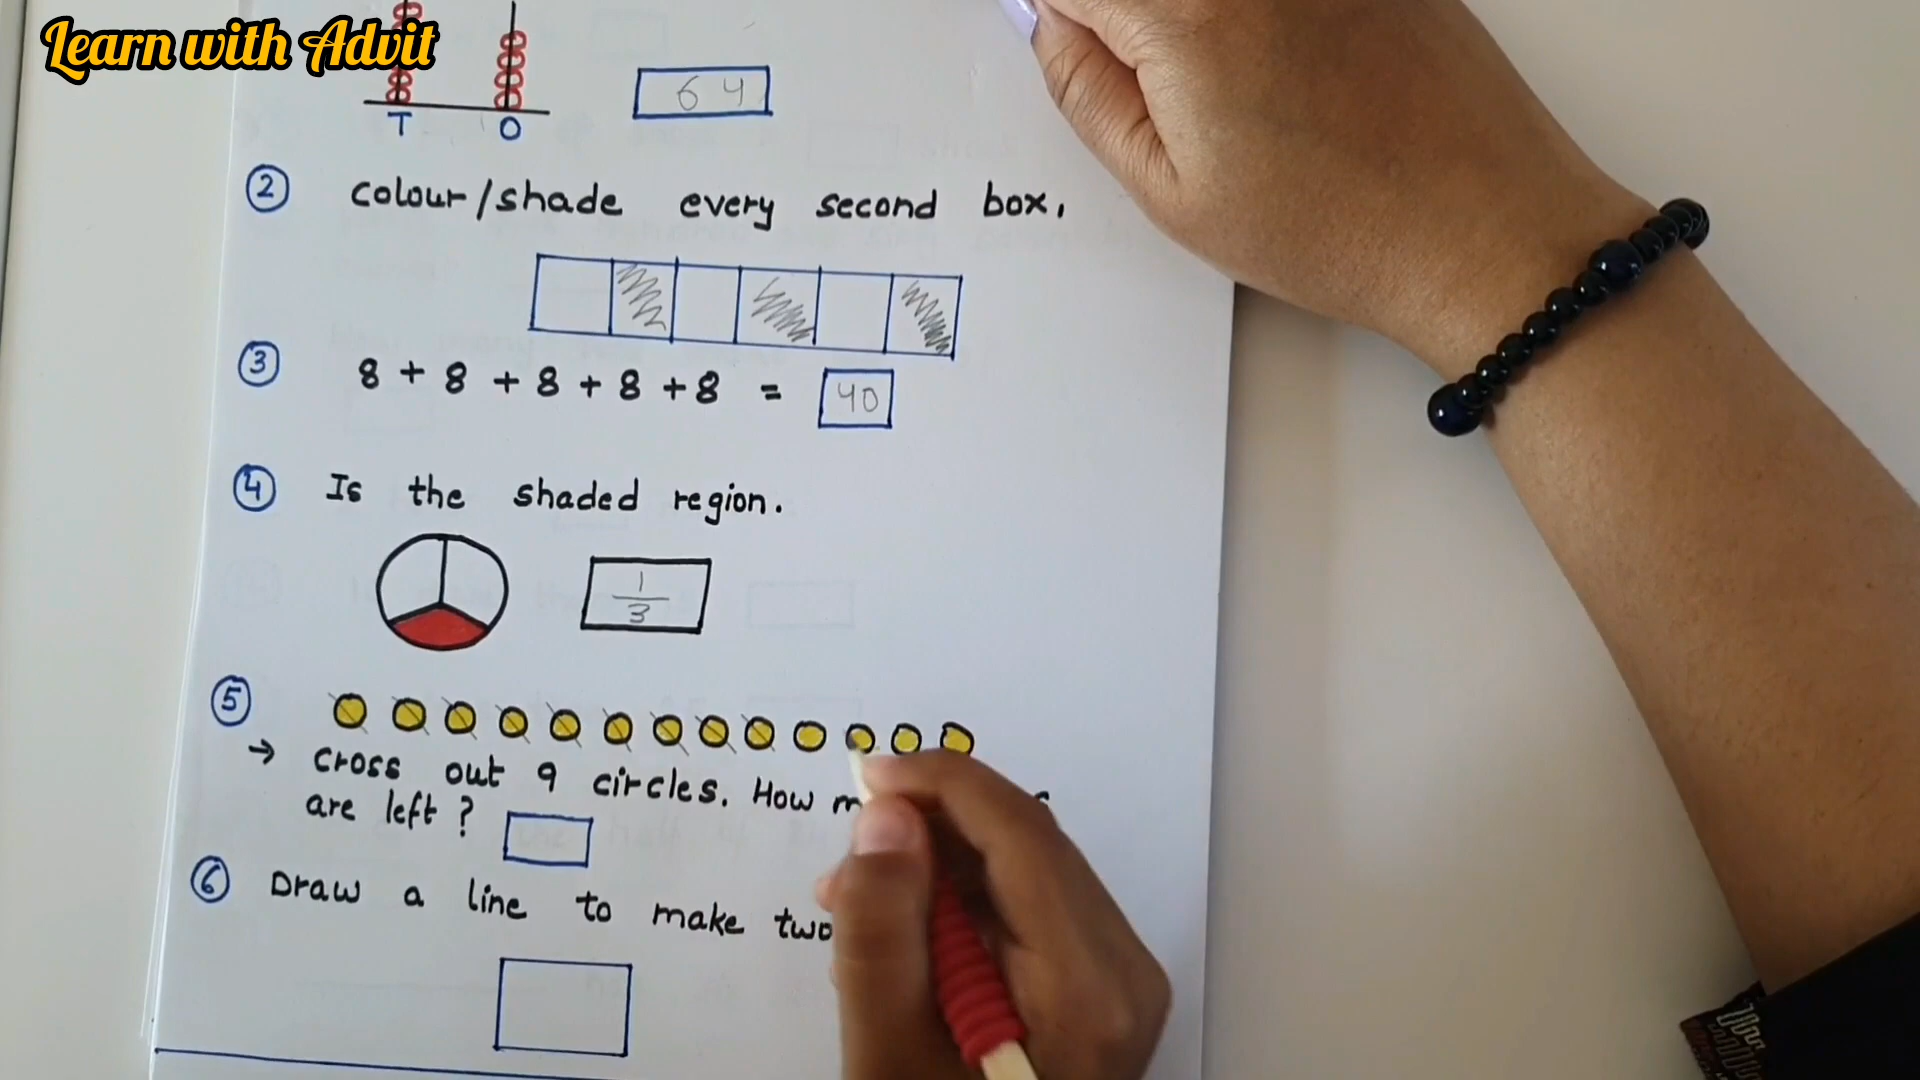 Learn with Advit
T O
64
2 colour/shade every second box.
3 8 + 8 + 8 + 8 + 8 = 40
4 Is the shaded region.
1/3
5
→ cross out 9 circles. How
are left?
6 Draw a line to make two